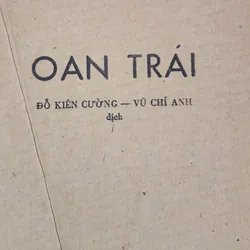 OAN TRÁI
ĐỖ KIÊN CƯỜNG — VŨ CHÍ ANH
dịch